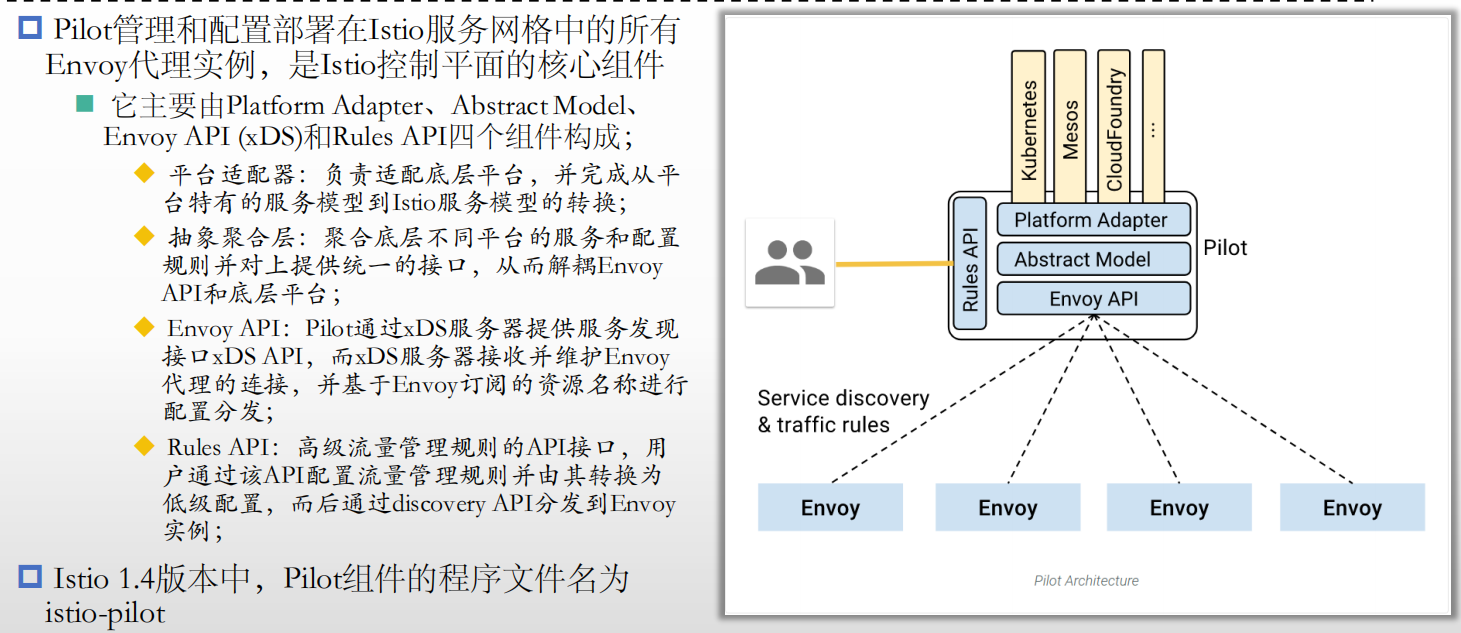 Pilot管理和配置部署在Istio服务网格中的所有
Envoy代理实例，是Istio控制平面的核心组件
它主要由Platform Adapter、Abstract Model、
Envoy API (xDS)和Rules API四个组件构成；
平台适配器：负责适配底层平台，并完成从平
台特有的服务模型到Istio服务模型的转换；
抽象聚合层：聚合底层不同平台的服务和配置
规则并对上提供统一的接口，从而解耦Envoy
API和底层平台；
Envoy API：Pilot通过xDS服务器提供服务发现
接口xDS API，而xDS服务器接收并维护Envoy
代理的连接，并基于Envoy订阅的资源名称进行
配置分发；
Rules API：高级流量管理规则的API接口，用
户通过该API配置流量管理规则并由其转换为
低级配置，而后通过discovery API分发到Envoy
实例；
Istio 1.4版本中，Pilot组件的程序文件名为
istio-pilot
Kubernetes
Mesos
CloudFoundry
...
Rules API
Platform Adapter
Abstract Model
Envoy API
Pilot
Service discovery
& traffic rules
Envoy
Envoy
Envoy
Envoy
Pilot Architecture